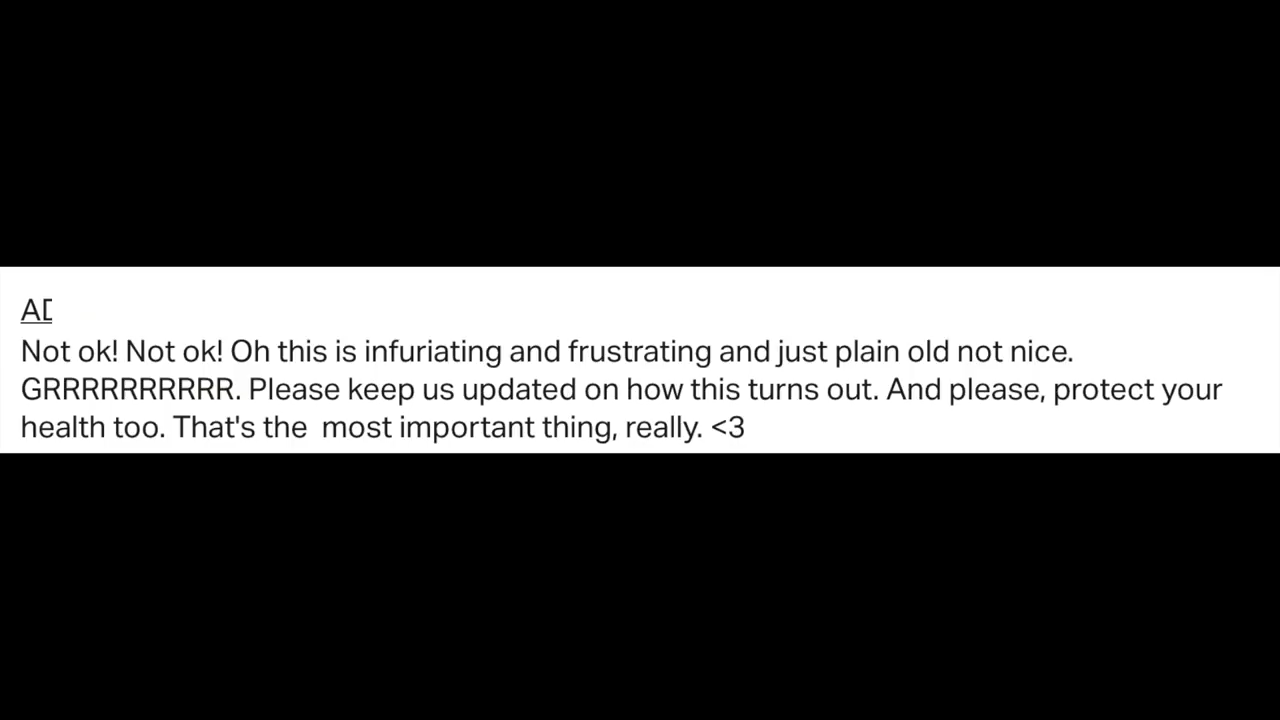 AD
Not ok! Not ok! Oh this is infuriating and frustrating and just plain old not nice.
GRRRRRRRRRR. Please keep us updated on how this turns out. And please, protect your
health too. That's the  most important thing, really. <3